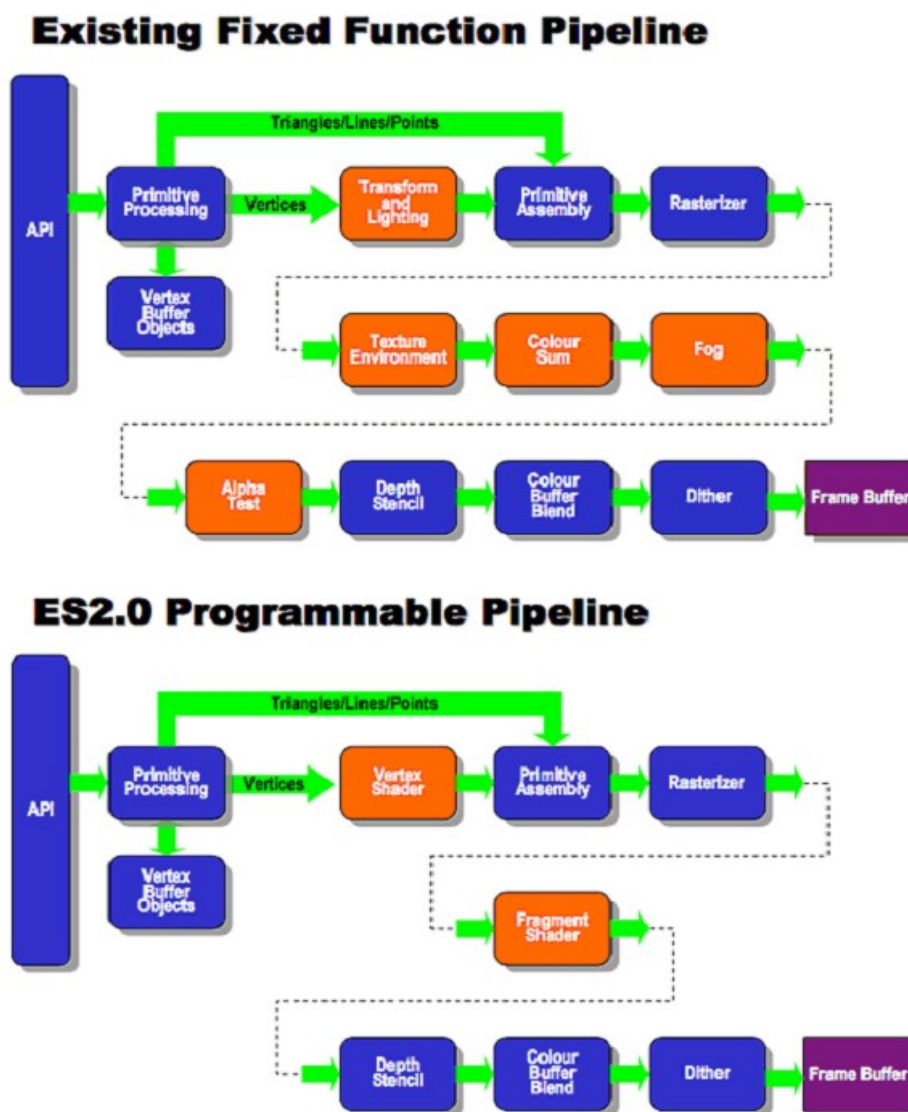 Existing Fixed Function Pipeline
Triangles/Lines/Points
API
Primitive
Processing
Vertices
Transform
and
Lighting
Primitive
Assembly
Rasterizer
Vertex
Buffer
Objects
Texture
Environment
Colour
Sum
Fog
Alpha
Test
Depth
Stencil
Colour
Buffer
Blend
Dither
Frame Buffer
ES2.0 Programmable Pipeline
Triangles/Lines/Points
API
Primitive
Processing
Vertices
Vertex
Shader
Primitive
Assembly
Rasterizer
Vertex
Buffer
Objects
Fragment
Shader
Depth
Stencil
Colour
Buffer
Blend
Dither
Frame Buffer